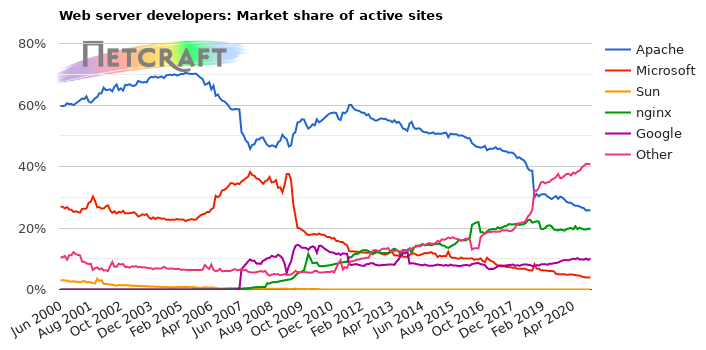 Web server developers: Market share of active sites
NETCRAFT
80%
60%
40%
20%
0%
Jun 2000
Aug 2001
Oct 2002
Dec 2003
Feb 2005
Apr 2006
Jun 2007
Aug 2008
Oct 2009
Dec 2010
Feb 2012
Apr 2013
Jun 2014
Aug 2015
Oct 2016
Dec 2017
Feb 2019
Apr 2020
Apache
Microsoft
Sun
nginx
Google
Other